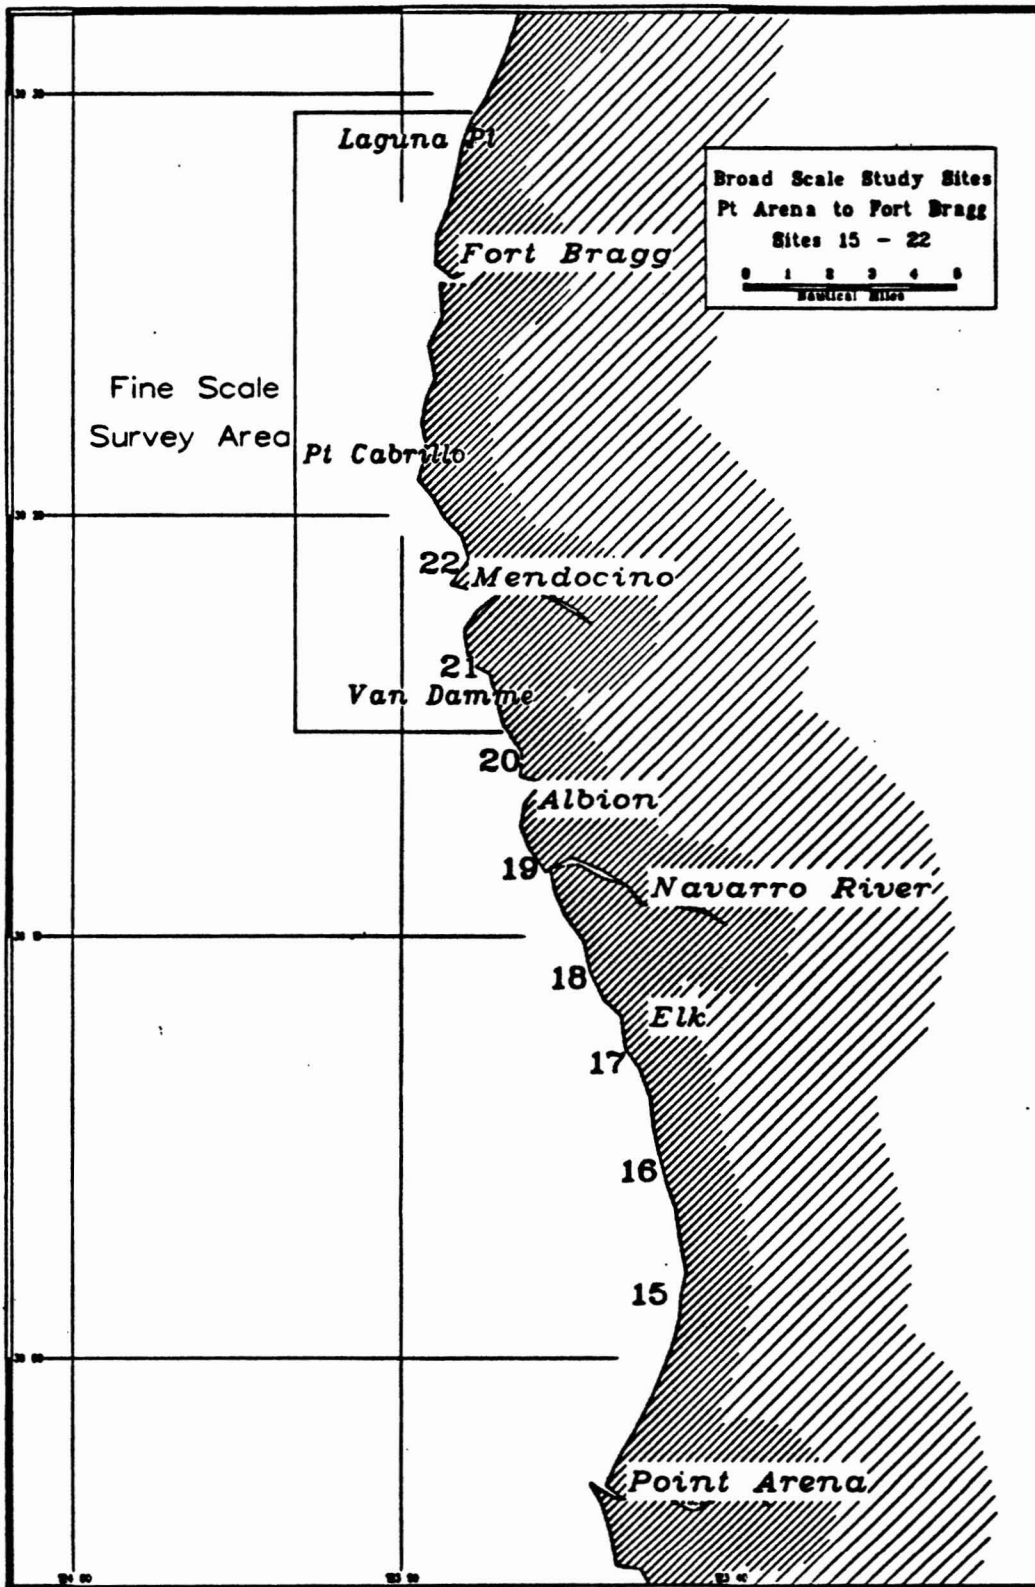 Laguna Pt
Broad Scale Study Sites
Pt Arena to Fort Bragg
Sites 15 - 22
0 1 2 3 4 5
Nautical Miles
Fort Bragg
Fine Scale
Survey Area
Pt Cabrillo
22
Mendocino
21
Van Damme
20
Albion
19
Navarro River
18
Elk
17
16
15
Point Arena